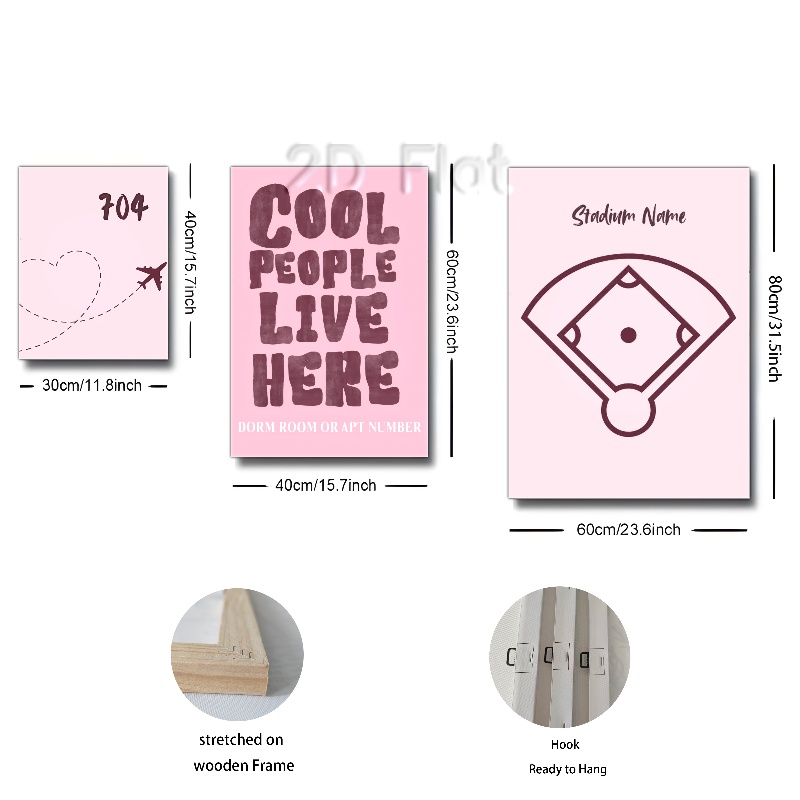 2D Flat
704
40cm/15.7inch
30cm/11.8inch
COOL
PEOPLE
LIVE
HERE
DORM ROOM OR APT NUMBER
60cm/23.6inch
40cm/15.7inch
Stadium Name
80cm/31.5inch
60cm/23.6inch
stretched on
wooden Frame
Hook
Ready to Hang